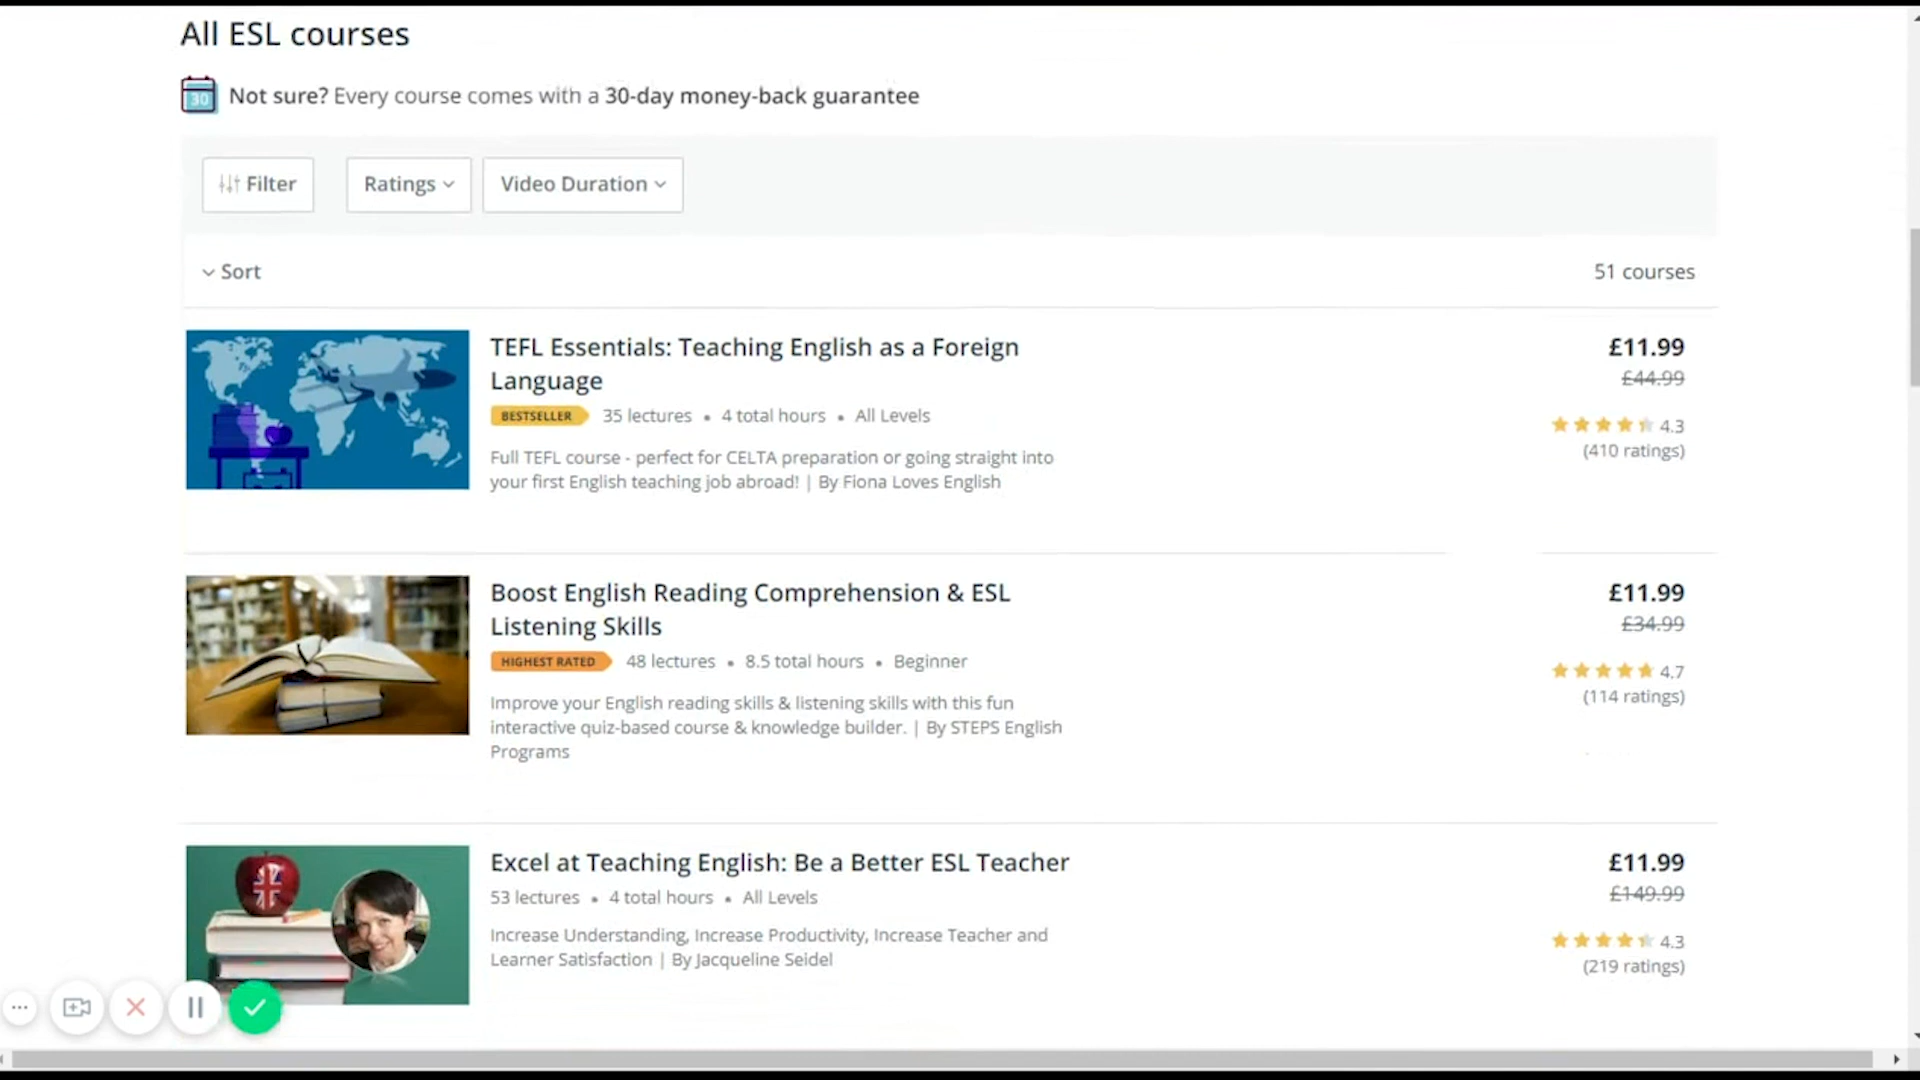 All ESL courses
30
Not sure? Every course comes with a 30-day money-back guarantee
Filter
Ratings
Video Duration
Sort
51 courses
TEFL Essentials: Teaching English as a Foreign
Language
BESTSELLER 35 lectures • 4 total hours • All Levels
Full TEFL course - perfect for CELTA preparation or going straight into
your first English teaching job abroad! | By Fiona Loves English
£11.99
£44.99
4.3
(410 ratings)
Boost English Reading Comprehension & ESL
Listening Skills
HIGHEST RATED 48 lectures • 8.5 total hours • Beginner
Improve your English reading skills & listening skills with this fun
interactive quiz-based course & knowledge builder. | By STEPS English
Programs
£11.99
£34.99
4.7
(114 ratings)
Excel at Teaching English: Be a Better ESL Teacher
53 lectures • 4 total hours • All Levels
Increase Understanding, Increase Productivity, Increase Teacher and
Learner Satisfaction | By Jacqueline Seidel
£11.99
£149.99
4.3
(219 ratings)